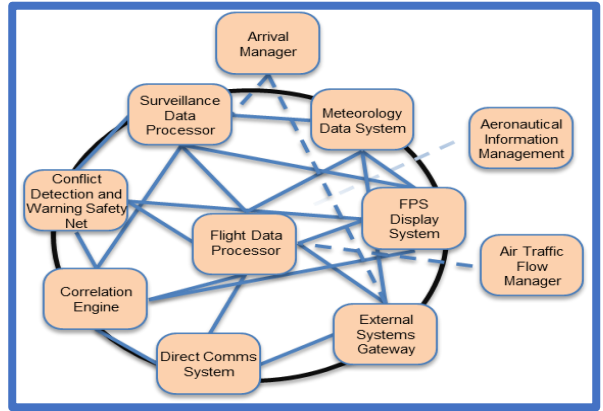 Arrival
Manager
Surveillance
Data
Processor
Meteorology
Data System
Aeronautical
Information
Management
Conflict
Detection and
Warning Safety
Net
Flight Data
Processor
FPS
Display
System
Air Traffic
Flow
Manager
Correlation
Engine
Direct Comms
System
External
Systems
Gateway